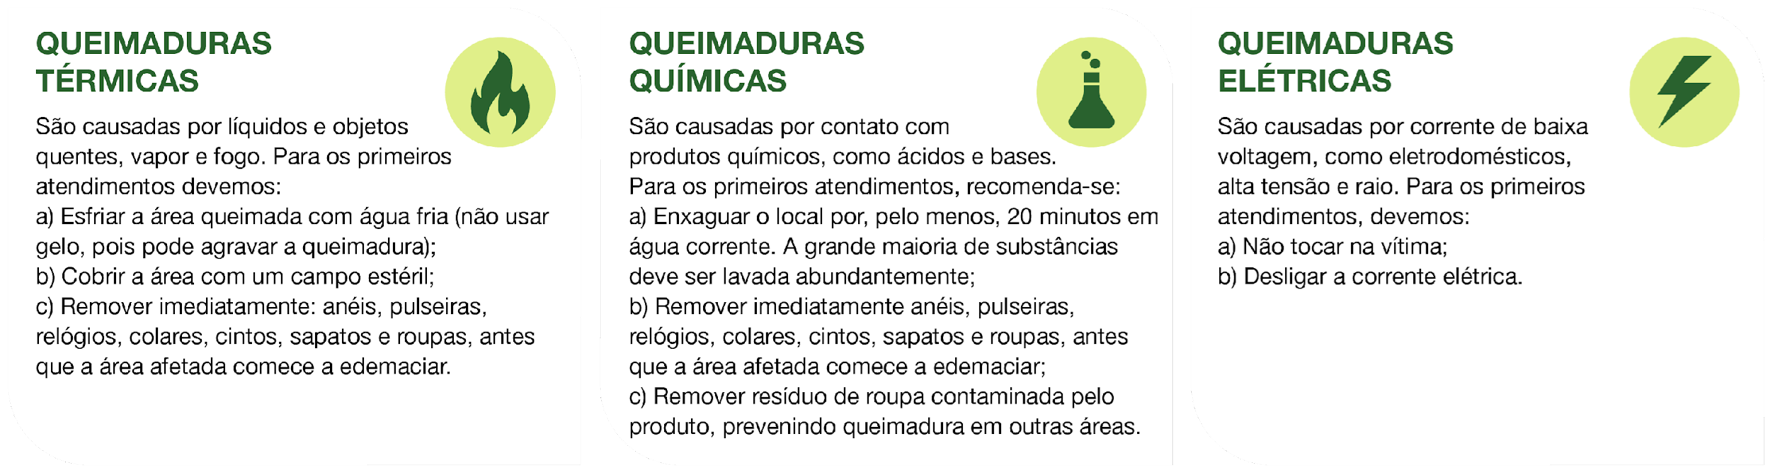 QUEIMADURAS
TÉRMICAS
São causadas por líquidos e objetos
quentes, vapor e fogo. Para os primeiros
atendimentos devemos:
a) Esfriar a área queimada com água fria (não usar
gelo, pois pode agravar a queimadura);
b) Cobrir a área com um campo estéril;
c) Remover imediatamente: anéis, pulseiras,
relógios, colares, cintos, sapatos e roupas, antes
que a área afetada comece a edemaciar.
QUEIMADURAS
QUÍMICAS
São causadas por contato com
produtos químicos, como ácidos e bases.
Para os primeiros atendimentos, recomenda-se:
a) Enxaguar o local por, pelo menos, 20 minutos em
água corrente. A grande maioria de substâncias
deve ser lavada abundantemente;
b) Remover imediatamente anéis, pulseiras,
relógios, colares, cintos, sapatos e roupas, antes
que a área afetada comece a edemaciar;
c) Remover resíduo de roupa contaminada pelo
produto, prevenindo queimadura em outras áreas.
QUEIMADURAS
ELÉTRICAS
São causadas por corrente de baixa
voltagem, como eletrodomésticos,
alta tensão e raio. Para os primeiros
atendimentos, devemos:
a) Não tocar na vítima;
b) Desligar a corrente elétrica.